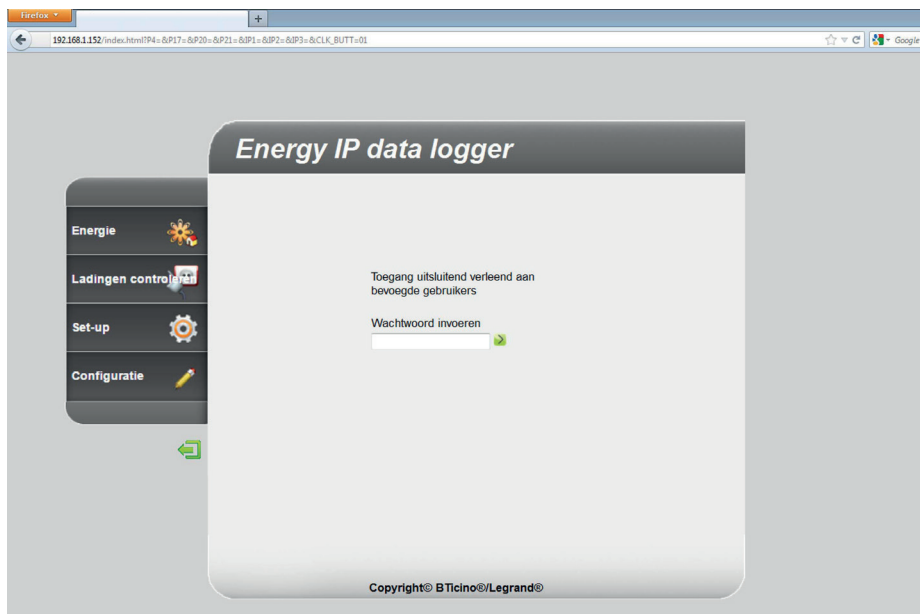 Firefox
192.168.1.152/index.html?P4=&P17=&P20=&P21=&IP1=&IP2=&IP3=&CLK_BUTT=01
Google
Energy IP data logger
Energie
Ladingen controleren
Set-up
Configuratie
Toegang uitsluitend verleend aan
bevoegde gebruikers
Wachtwoord invoeren
Copyright© BTicino®/Legrand®